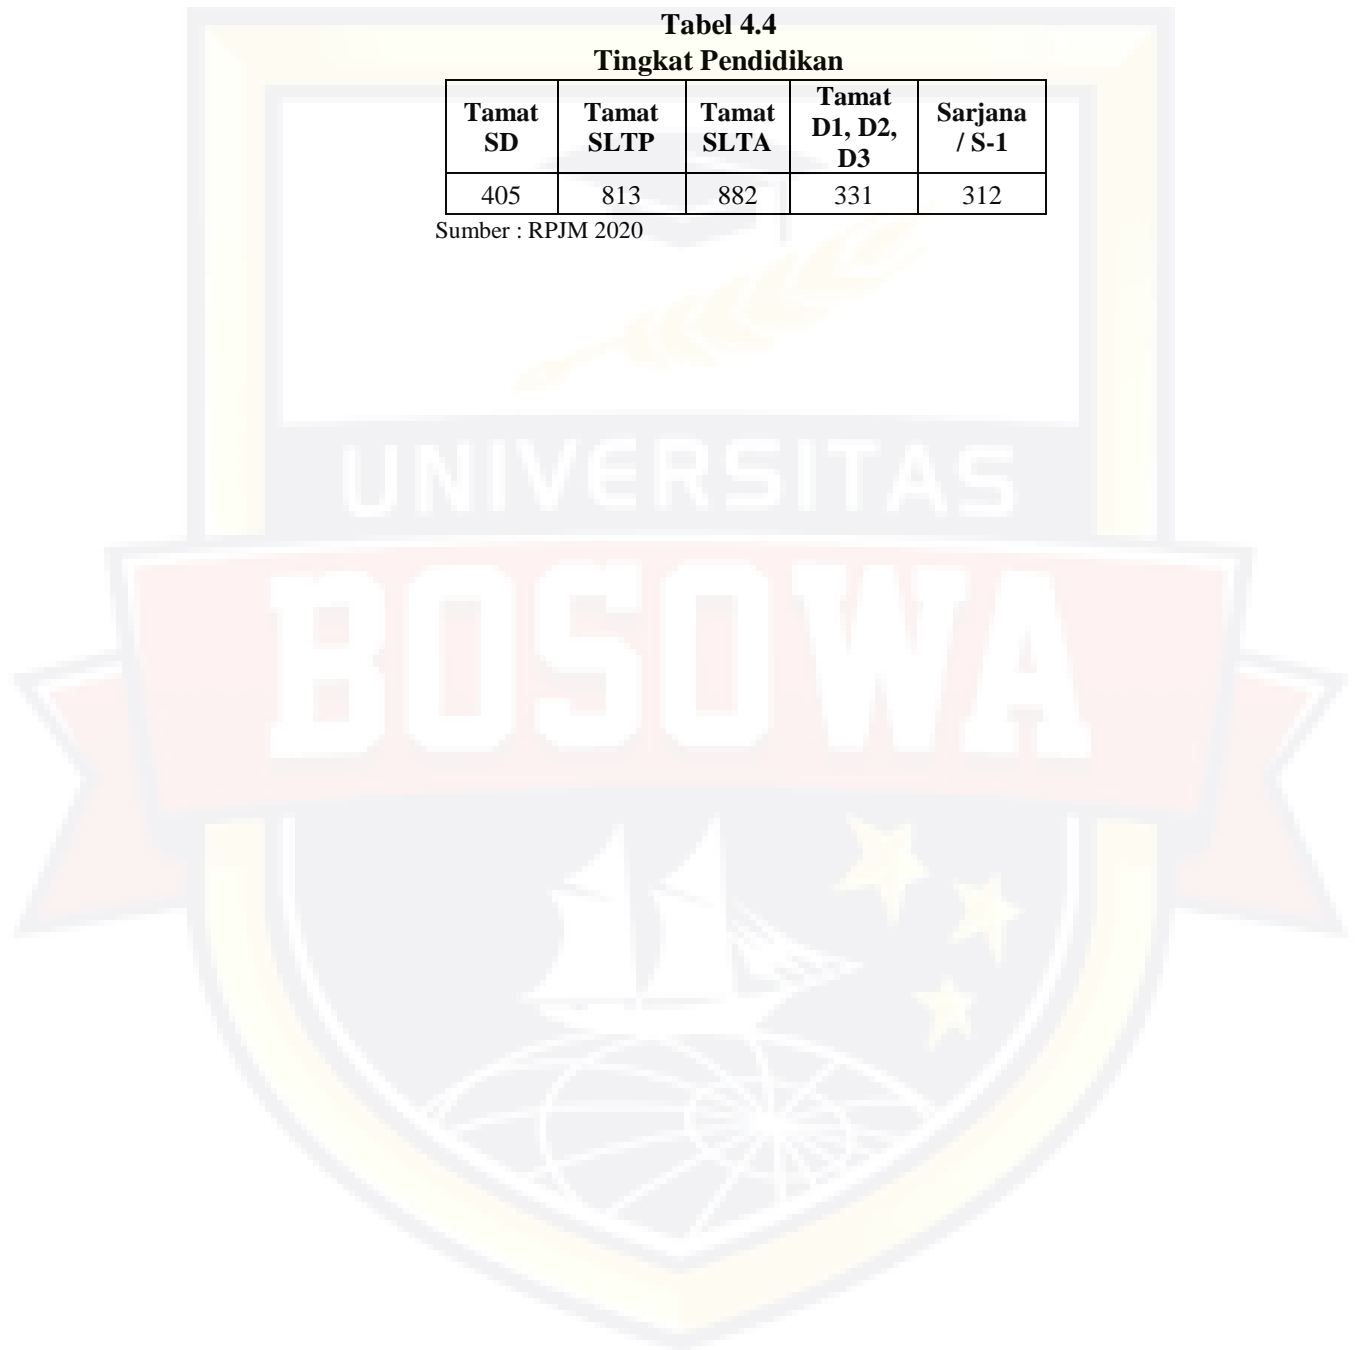 Tabel 4.4
Tingkat Pendidikan
Tamat SD
Tamat SLTP
Tamat SLTA
Tamat D1, D2, D3
Sarjana / S-1
405 813 882 331 312
Sumber : RPJM 2020
UNIVERSITAS
BOSOWA